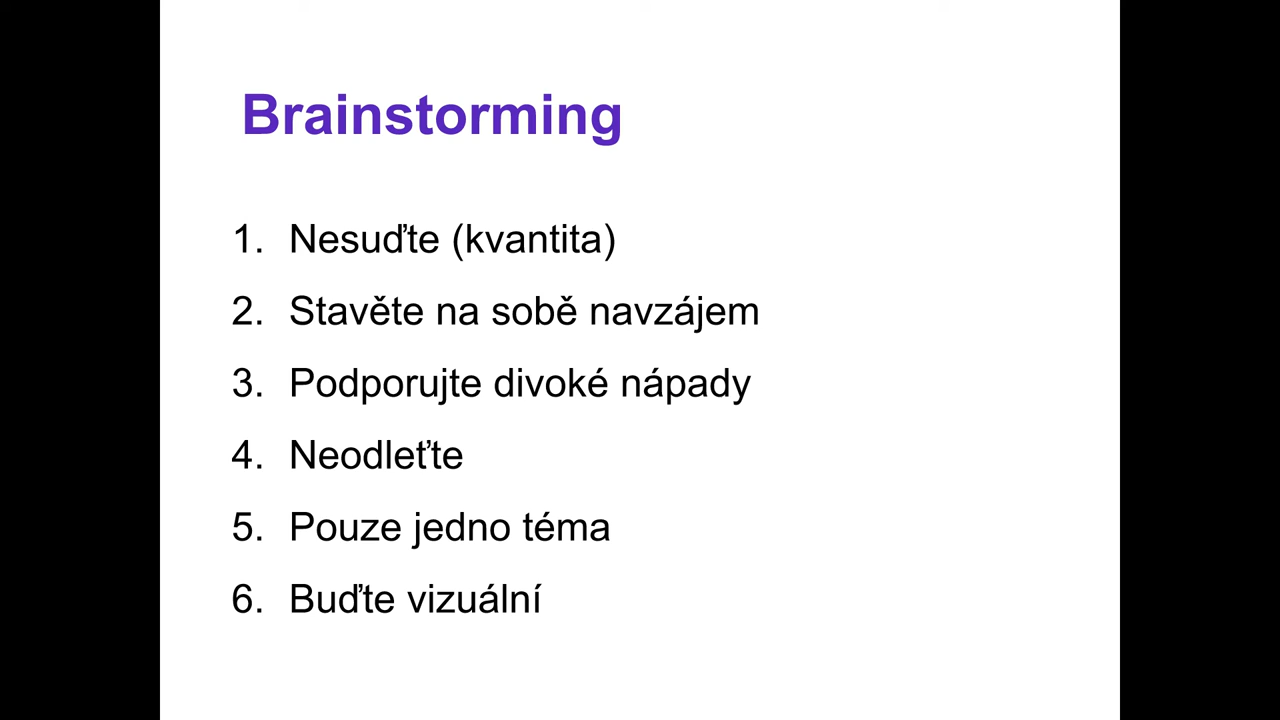 Brainstorming
1. Nesuďte (kvantita)
2. Stavěte na sobě navzájem
3. Podporujte divoké nápady
4. Neodleťte
5. Pouze jedno téma
6. Buďte vizuální